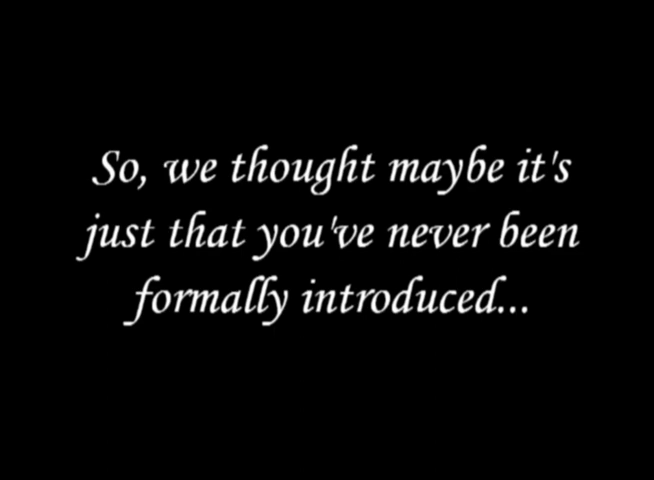 So, we thought maybe it's
just that you've never been
formally introduced...